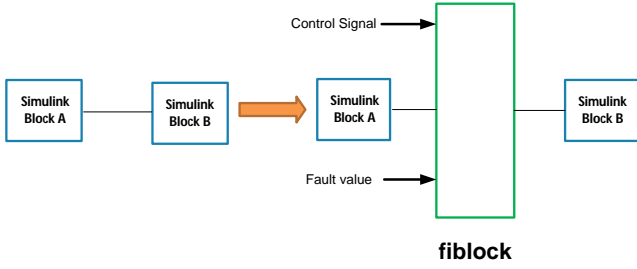 Control Signal
Simulink
Block A
Simulink
Block B
Simulink
Block A
Simulink
Block B
Fault value
fiblock